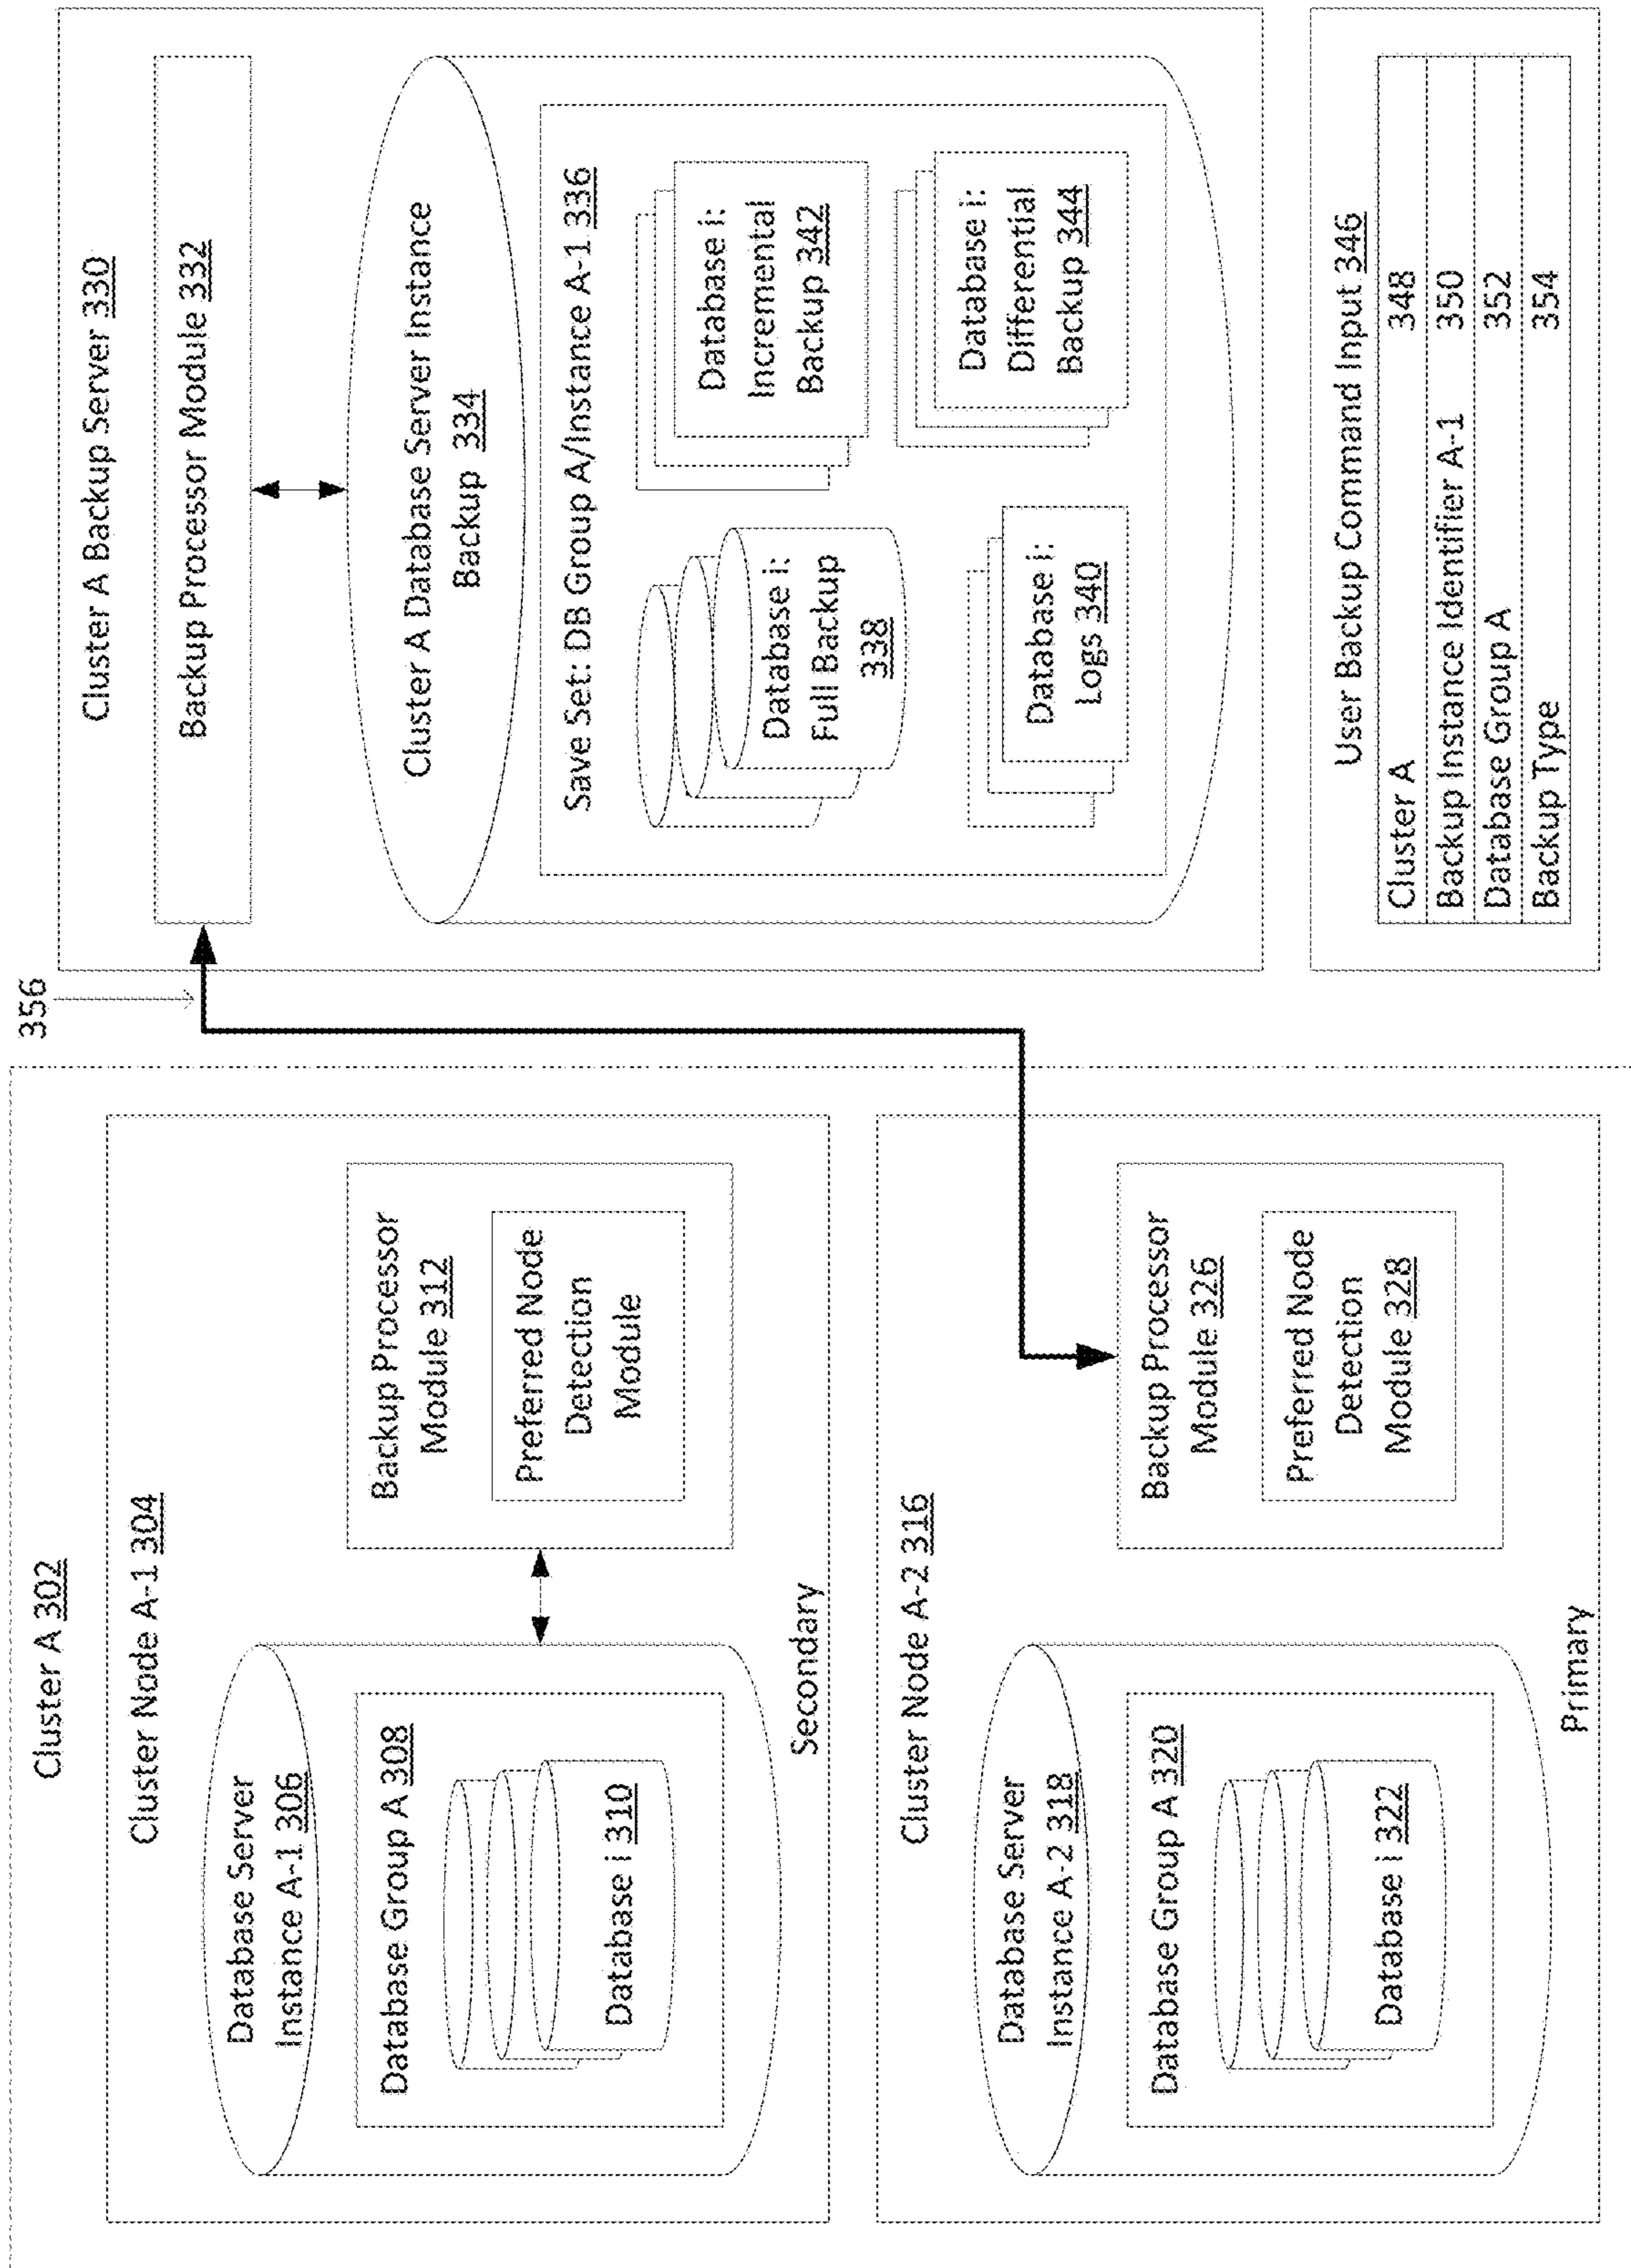 Cluster A 302
Cluster Node A-1 304
Database Server
Instance A-1 306
Database Group A 308
Database i 310
Backup Processor
Module 312
Preferred Node
Detection
Module
Secondary
Cluster Node A-2 316
Database Server
Instance A-2 318
Database Group A 320
Database i 322
Backup Processor
Module 326
Preferred Node
Detection
Module 328
Primary
356
Cluster A Backup Server 330
Backup Processor Module 332
Cluster A Database Server Instance
Backup 334
Save Set: DB Group A/Instance A-1 336
Database i:
Full Backup
338
Database i:
Incremental
Backup 342
Database i:
Logs 340
Database i:
Differential
Backup 344
User Backup Command Input 346
Cluster A 348
Backup Instance Identifier A-1 350
Database Group A 352
Backup Type 354